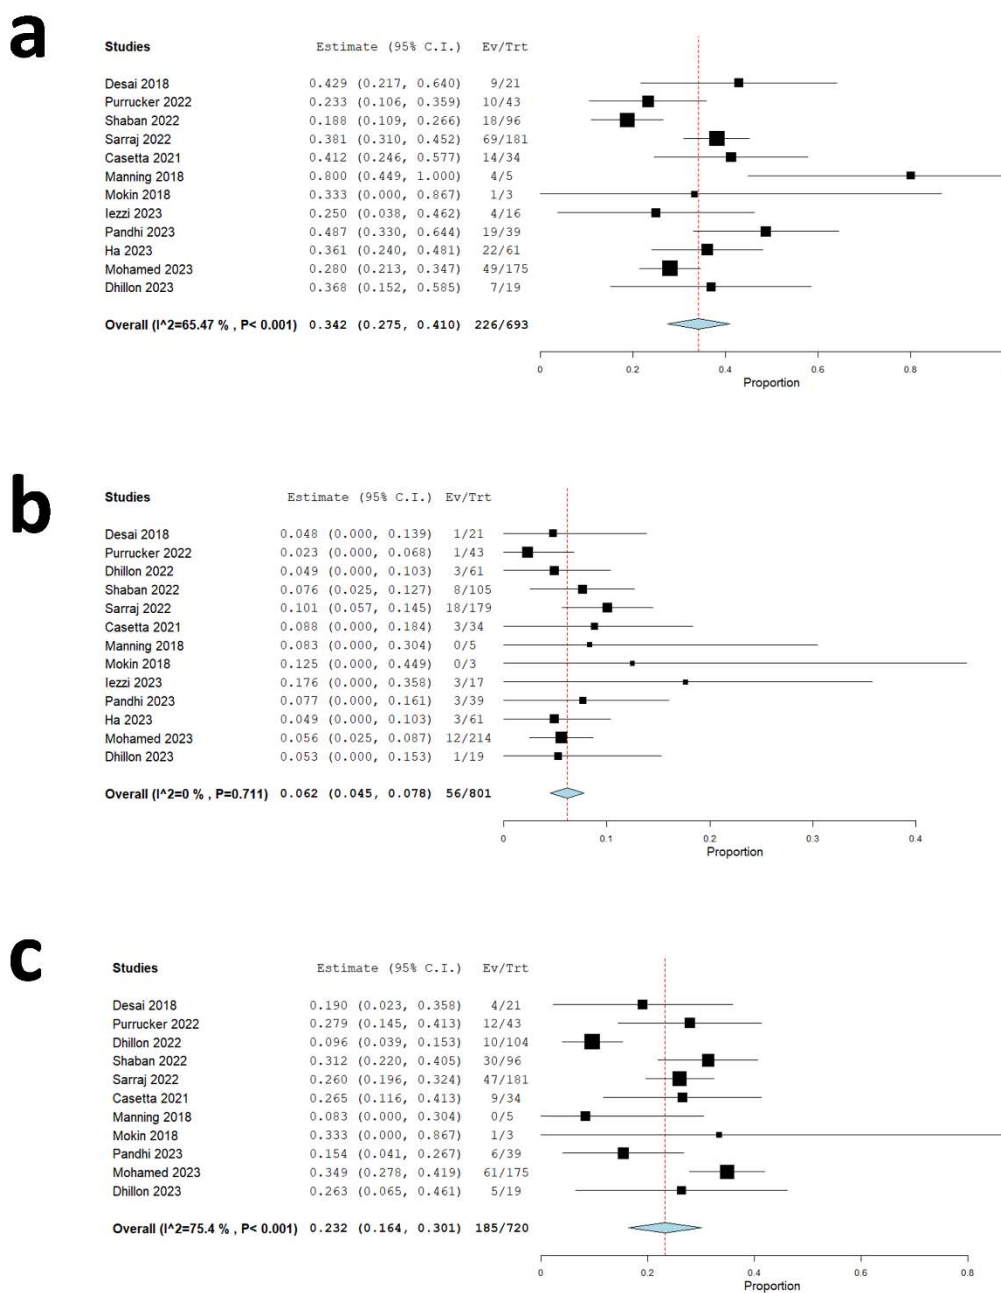 a
Studies Estimate (95% C.I.) Ev/Trt
Desai 2018 0.429 (0.217, 0.640) 9/21
Purrucker 2022 0.233 (0.106, 0.359) 10/43
Shaban 2022 0.188 (0.109, 0.266) 18/96
Sarraj 2022 0.381 (0.310, 0.452) 69/181
Casetta 2021 0.412 (0.246, 0.577) 14/34
Manning 2018 0.800 (0.449, 1.000) 4/5
Mokin 2018 0.333 (0.000, 0.867) 1/3
Iezzi 2023 0.250 (0.038, 0.462) 4/16
Pandhi 2023 0.487 (0.330, 0.644) 19/39
Ha 2023 0.361 (0.240, 0.481) 22/61
Mohamed 2023 0.280 (0.213, 0.347) 49/175
Dhillon 2023 0.368 (0.152, 0.585) 7/19
Overall (I^2=65.47 % , P< 0.001) 0.342 (0.275, 0.410) 226/693
0 0.2 0.4 0.6 0.8
Proportion
b
Studies Estimate (95% C.I.) Ev/Trt
Desai 2018 0.048 (0.000, 0.139) 1/21
Purrucker 2022 0.023 (0.000, 0.068) 1/43
Dhillon 2022 0.049 (0.000, 0.103) 3/61
Shaban 2022 0.076 (0.025, 0.127) 8/105
Sarraj 2022 0.101 (0.057, 0.145) 18/179
Casetta 2021 0.088 (0.000, 0.184) 3/34
Manning 2018 0.083 (0.000, 0.304) 0/5
Mokin 2018 0.125 (0.000, 0.449) 0/3
Iezzi 2023 0.176 (0.000, 0.358) 3/17
Pandhi 2023 0.077 (0.000, 0.161) 3/39
Ha 2023 0.049 (0.000, 0.103) 3/61
Mohamed 2023 0.056 (0.025, 0.087) 12/214
Dhillon 2023 0.053 (0.000, 0.153) 1/19
Overall (I^2=0 % , P=0.711) 0.062 (0.045, 0.078) 56/801
0 0.1 0.2 0.3 0.4
Proportion
c
Studies Estimate (95% C.I.) Ev/Trt
Desai 2018 0.190 (0.023, 0.358) 4/21
Purrucker 2022 0.279 (0.145, 0.413) 12/43
Dhillon 2022 0.096 (0.039, 0.153) 10/104
Shaban 2022 0.312 (0.220, 0.405) 30/96
Sarraj 2022 0.260 (0.196, 0.324) 47/181
Casetta 2021 0.265 (0.116, 0.413) 9/34
Manning 2018 0.083 (0.000, 0.304) 0/5
Mokin 2018 0.333 (0.000, 0.867) 1/3
Pandhi 2023 0.154 (0.041, 0.267) 6/39
Mohamed 2023 0.349 (0.278, 0.419) 61/175
Dhillon 2023 0.263 (0.065, 0.461) 5/19
Overall (I^2=75.4 % , P< 0.001) 0.232 (0.164, 0.301) 185/720
0 0.2 0.4 0.6 0.8
Proportion